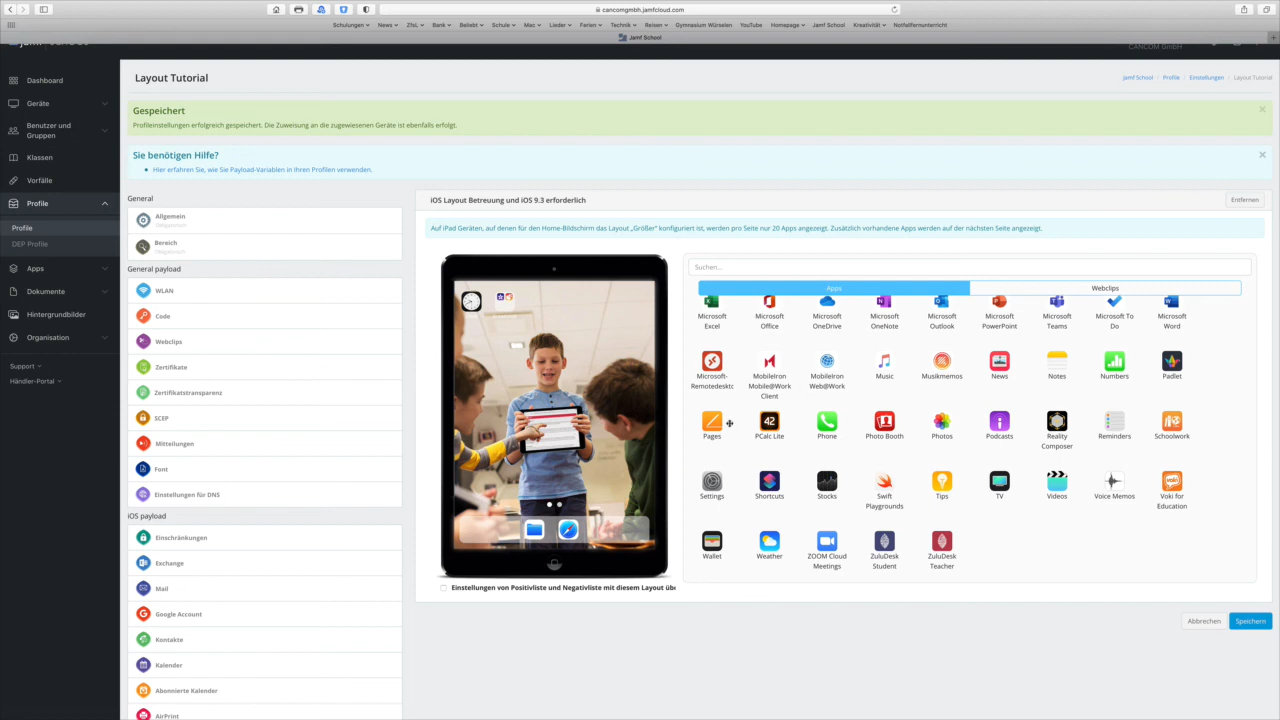 cancomgmbh.jamfcloud.com
Schulungen News ZfsL Bank Beliebt Schule Mac Lieder Ferien Technik Reisen Gymnasium Würselen YouTube Homepage Jamf School Kreativität Notfallfernunterricht
Jamf School
CANCOM GmbH
Dashboard
Geräte
Benutzer und
Gruppen
Klassen
Vorfälle
Profile
Profile
DEP Profile
Apps
Dokumente
Hintergrundbilder
Organisation
Support
Händler-Portal
Layout Tutorial
Jamf School / Profile / Einstellungen / Layout Tutorial
Gespeichert
Profileinstellungen erfolgreich gespeichert. Die Zuweisung an die zugewiesenen Geräte ist ebenfalls erfolgt.
Sie benötigen Hilfe?
Hier erfahren Sie, wie Sie Payload-Variablen in Ihren Profilen verwenden.
General
Allgemein
Obligatorisch
Bereich
Obligatorisch
General payload
WLAN
Code
Webclips
Zertifikate
Zertifikatstransparenz
SCEP
Mitteilungen
Font
Einstellungen für DNS
iOS payload
Einschränkungen
Exchange
Mail
Google Account
Kontakte
Kalender
Abonnierte Kalender
AirPrint
iOS Layout Betreuung und iOS 9.3 erforderlich
Entfernen
Auf iPad Geräten, auf denen für den Home-Bildschirm das Layout „Größer" konfiguriert ist, werden pro Seite nur 20 Apps angezeigt. Zusätzlich vorhandene Apps werden auf der nächsten Seite angezeigt.
Suchen...
Apps Webclips
Microsoft Excel
Microsoft Office
Microsoft OneDrive
Microsoft OneNote
Microsoft Outlook
Microsoft PowerPoint
Microsoft Teams
Microsoft To Do
Microsoft Word
Microsoft-Remotedesktc
MobileIron Mobile@Work Client
MobileIron Web@Work
Music
Musikmemos
News
Notes
Numbers
Padlet
Pages
42
PCalc Lite
Phone
Photo Booth
Photos
Podcasts
Reality Composer
Reminders
Schoolwork
Settings
Shortcuts
Stocks
Swift Playgrounds
Tips
TV
Videos
Voice Memos
Voki for Education
Wallet
Weather
ZOOM Cloud Meetings
ZuluDesk Student
ZuluDesk Teacher
Einstellungen von Positivliste und Negativliste mit diesem Layout übe
Abbrechen
Speichern